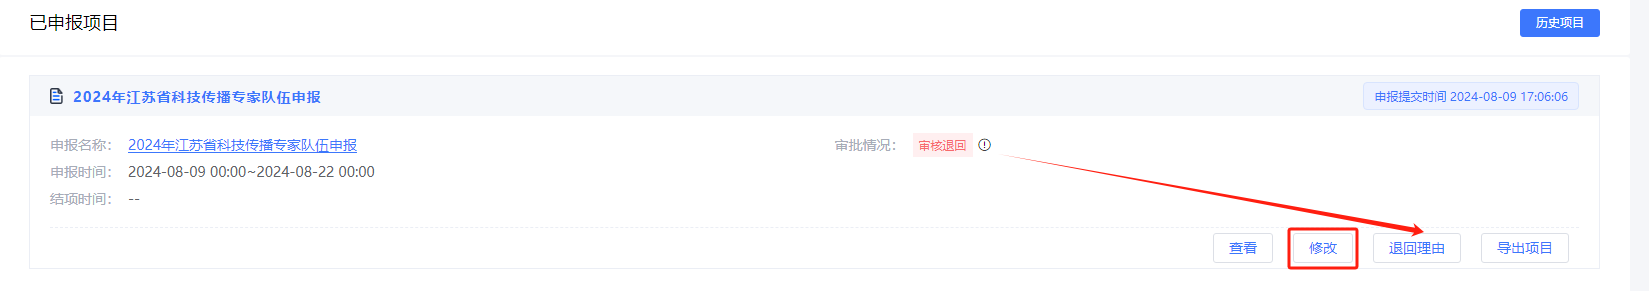 已申报项目
历史项目
2024年江苏省科技传播专家队伍申报
申报提交时间 2024-08-09 17:06:06
申报名称： 2024年江苏省科技传播专家队伍申报
审批情况： 审核退回
申报时间： 2024-08-09 00:00~2024-08-22 00:00
结项时间： --
查看 修改 退回理由 导出项目